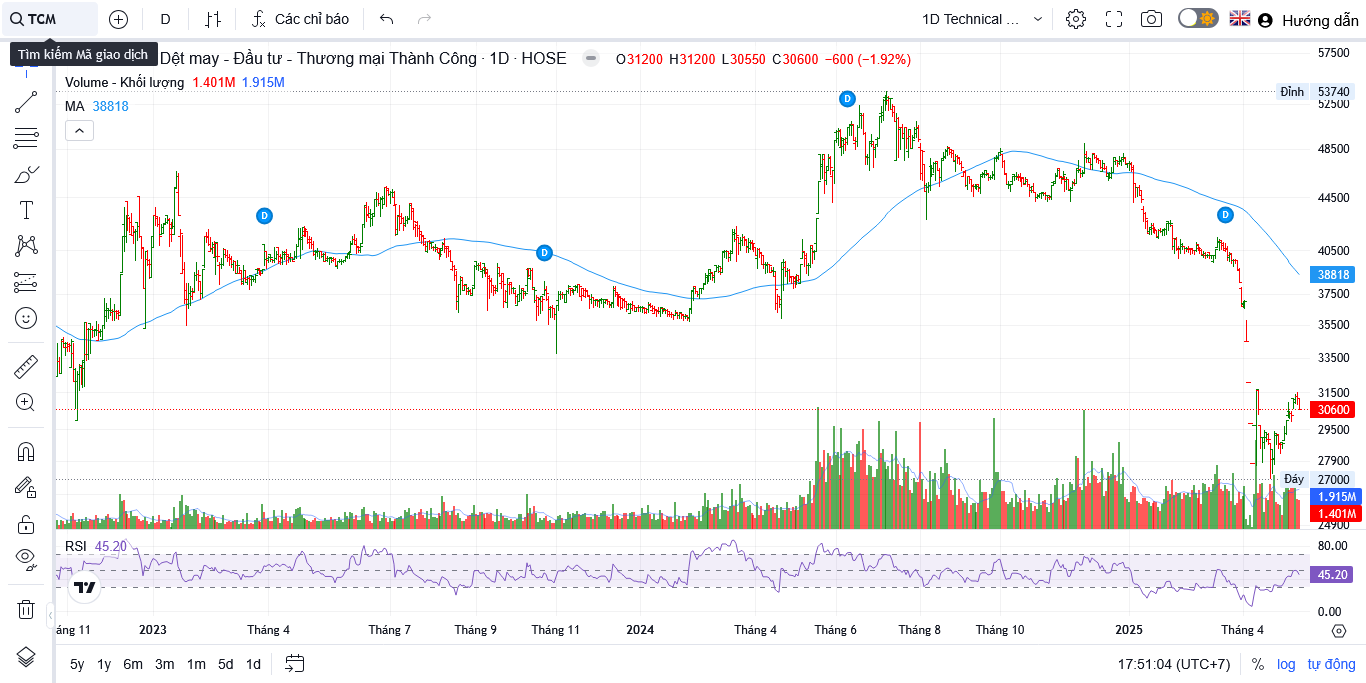 TCM
D
Các chỉ báo
1D Technical ...
Hướng dẫn
Tìm kiếm Mã giao dịch
Dệt may - Đầu tư - Thương mại Thành Công · 1D · HOSE
O31200 H31200 L30550 C30600 −600 (−1.92%)
Volume - Khối lượng 1.401M 1.915M
MA 38818
57500
Đỉnh 53740
52500
48500
44500
40500
38818
37500
35500
33500
31500
30600
29500
27900
Đáy 27000
1.915M
1.401M
24900
D
D
D
D
RSI 45.20
80.00
45.20
0.00
áng 11
2023
Tháng 4
Tháng 7
Tháng 9
Tháng 11
2024
Tháng 4
Tháng 6
Tháng 8
Tháng 10
2025
Tháng 4
5y 1y 6m 3m 1m 5d 1d
17:51:04 (UTC+7)
% log tự động